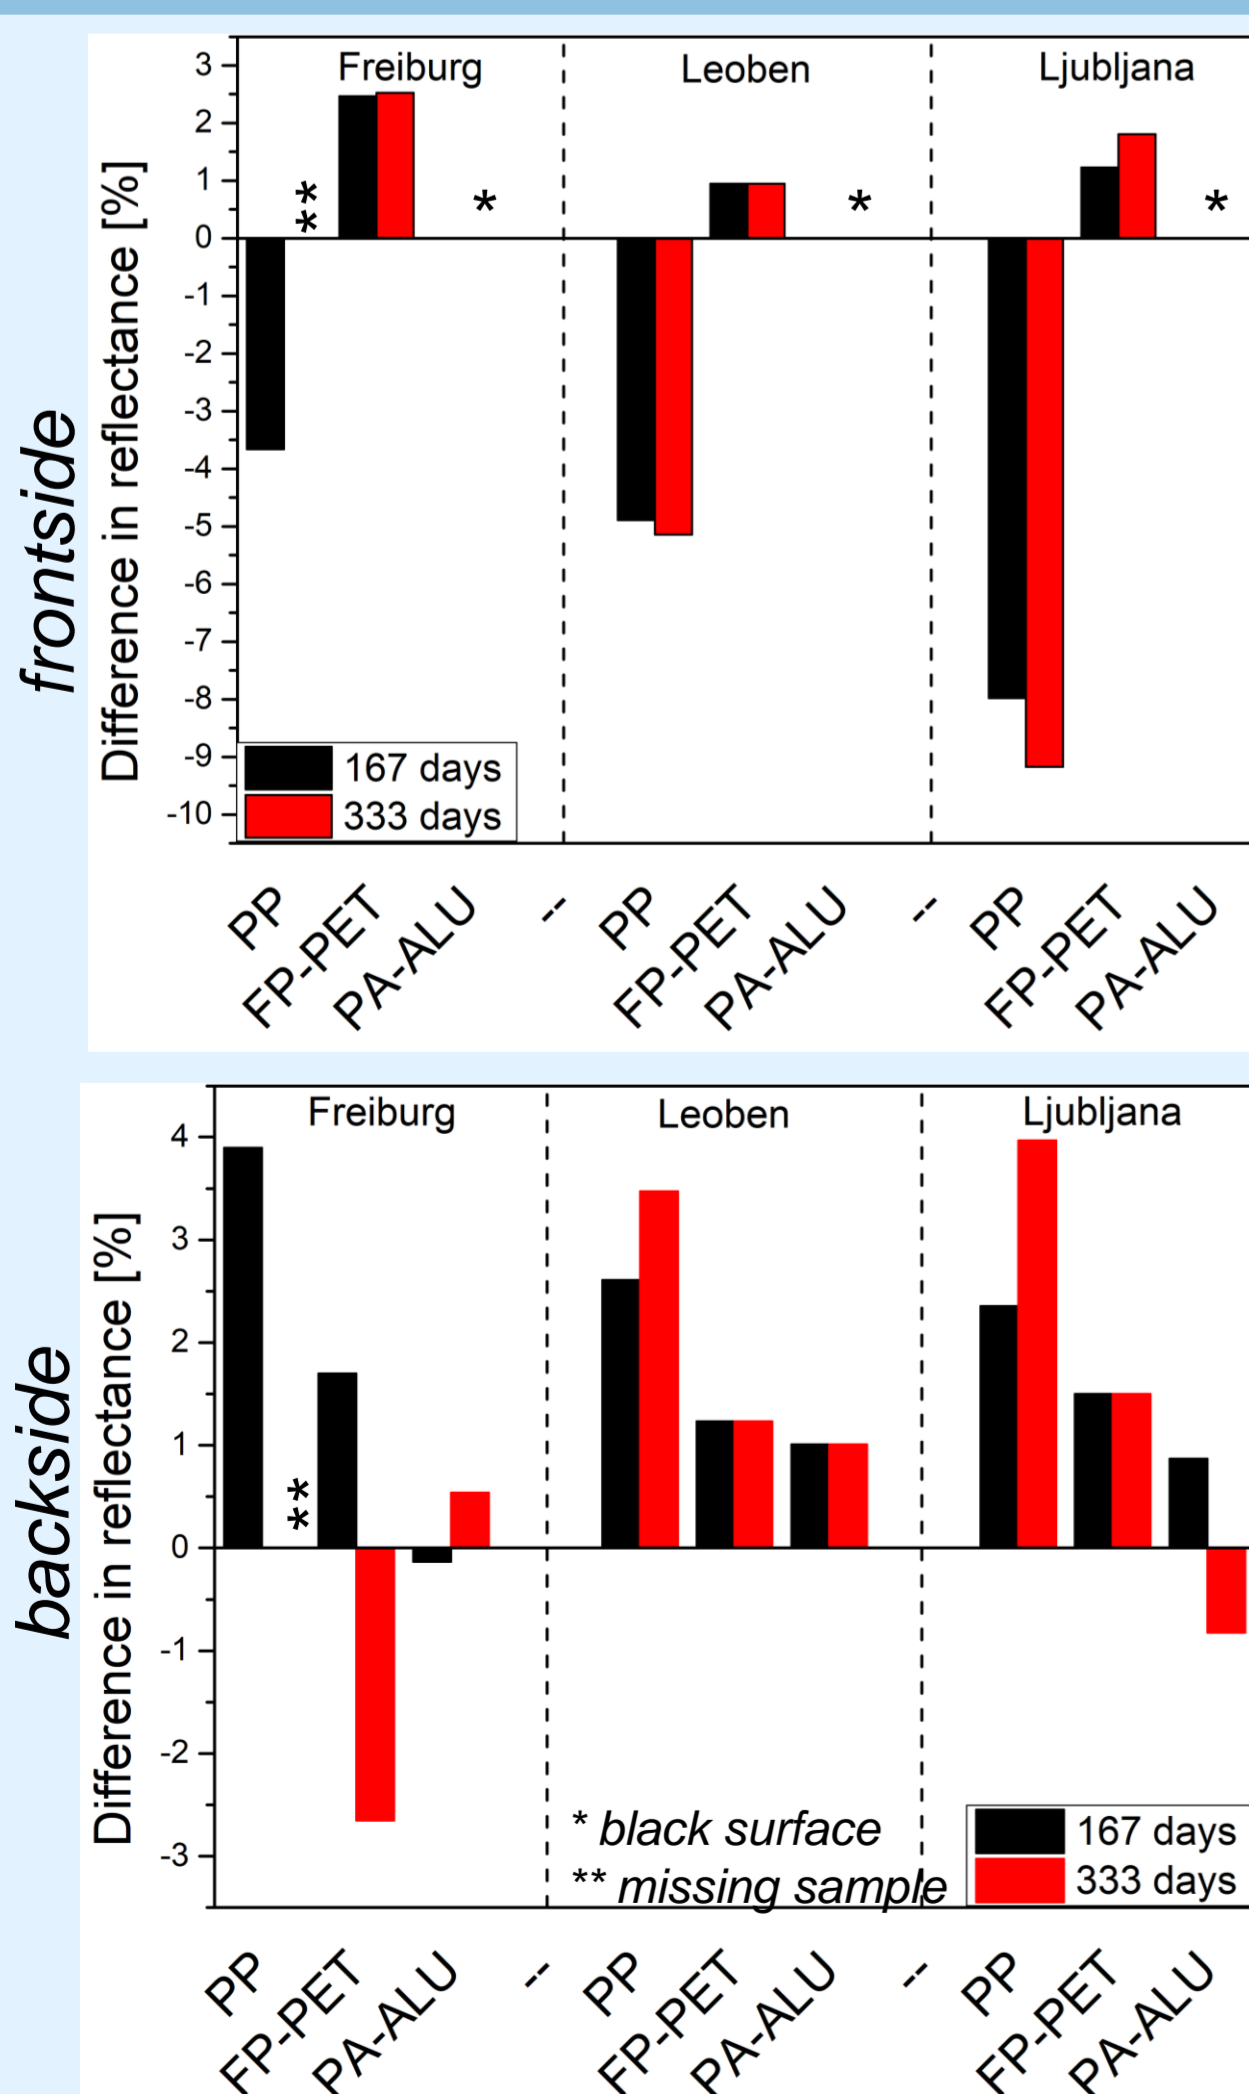 frontside
Difference in reflectance [%]
Freiburg
Leoben
Ljubljana
3
2
1
0
-1
-2
-3
-4
-5
-6
-7
-8
-9
-10
**
*
*
*
167 days
333 days
PP
FP-PET
PA-ALU
--
PP
FP-PET
PA-ALU
--
PP
FP-PET
PA-ALU
backside
Difference in reflectance [%]
Freiburg
Leoben
Ljubljana
4
3
2
1
0
-1
-2
-3
**
* black surface
** missing sample
167 days
333 days
PP
FP-PET
PA-ALU
--
PP
FP-PET
PA-ALU
--
PP
FP-PET
PA-ALU